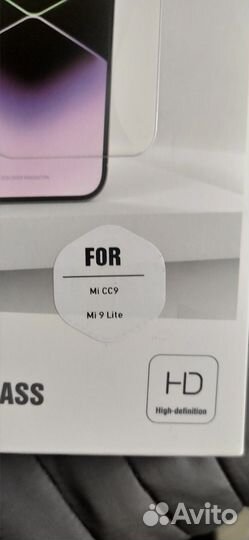 FOR
Mi CC9
Mi 9 Lite
ASS
HD
High-definition
Avito